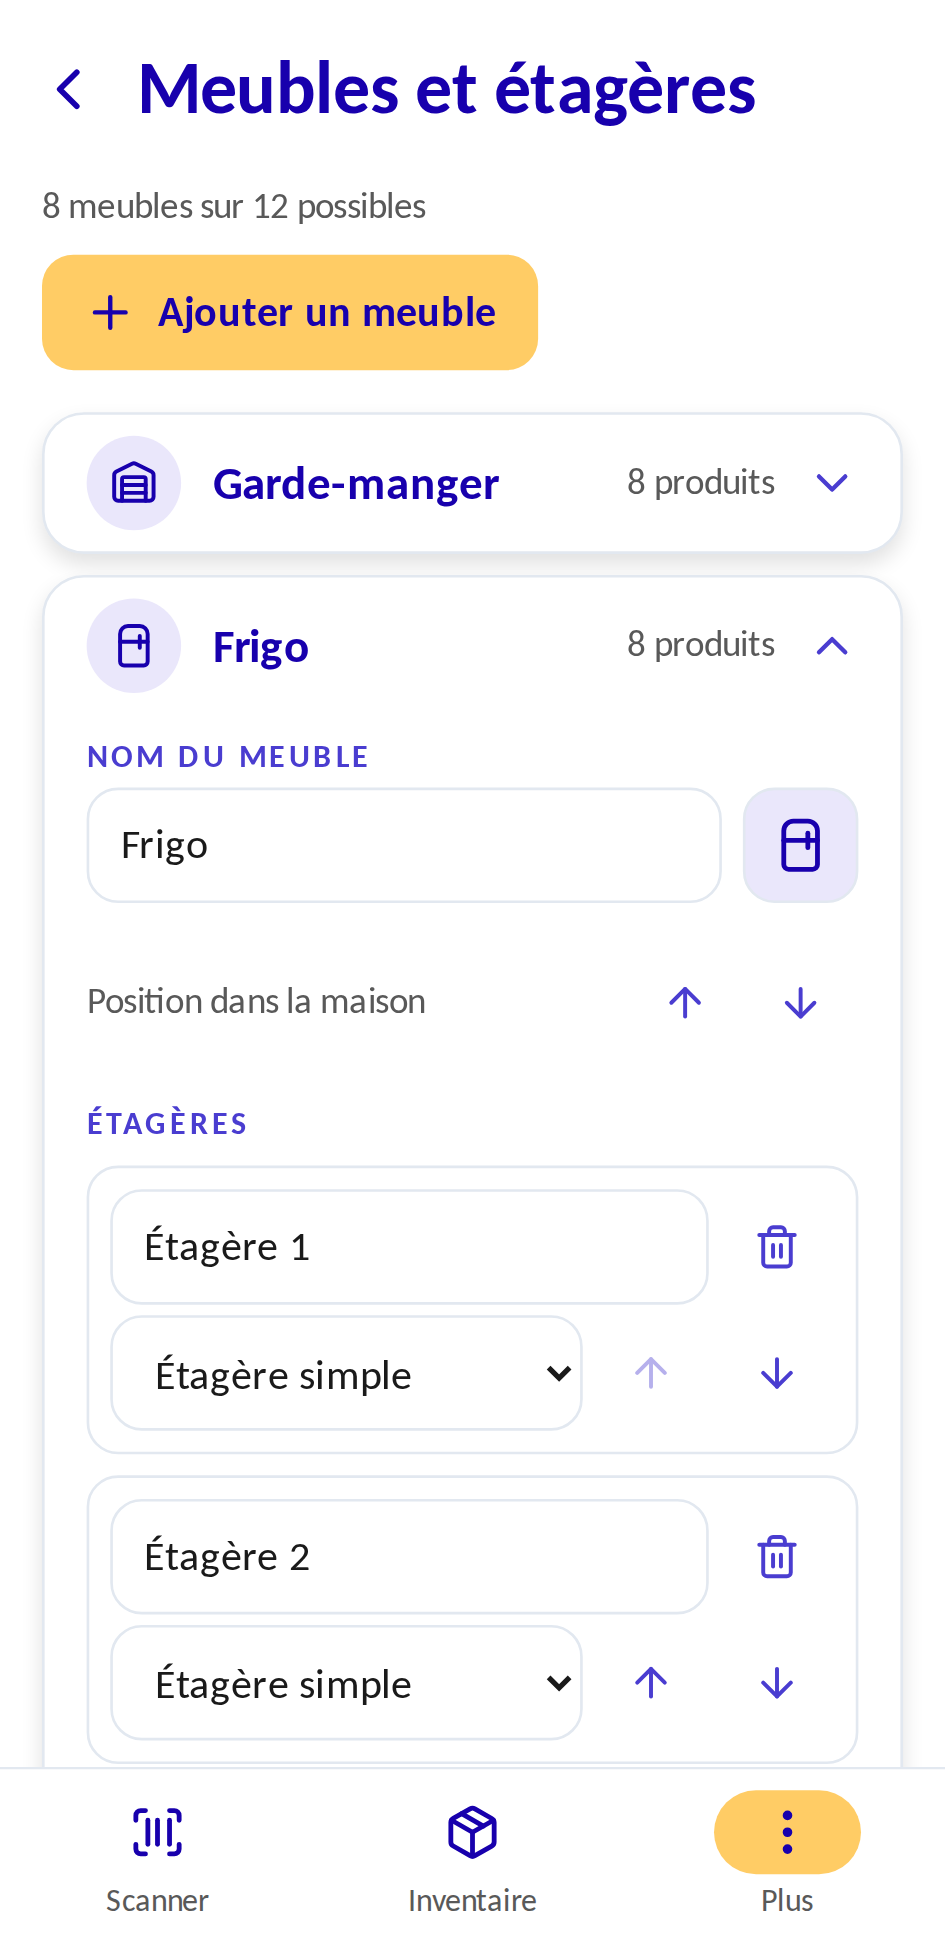 Meubles et étagères
8 meubles sur 12 possibles
Ajouter un meuble
Garde-manger 8 produits
Frigo 8 produits
NOM DU MEUBLE
Frigo
Position dans la maison
ÉTAGÈRES
Étagère 1
Étagère simple
Étagère 2
Étagère simple
Scanner Inventaire Plus